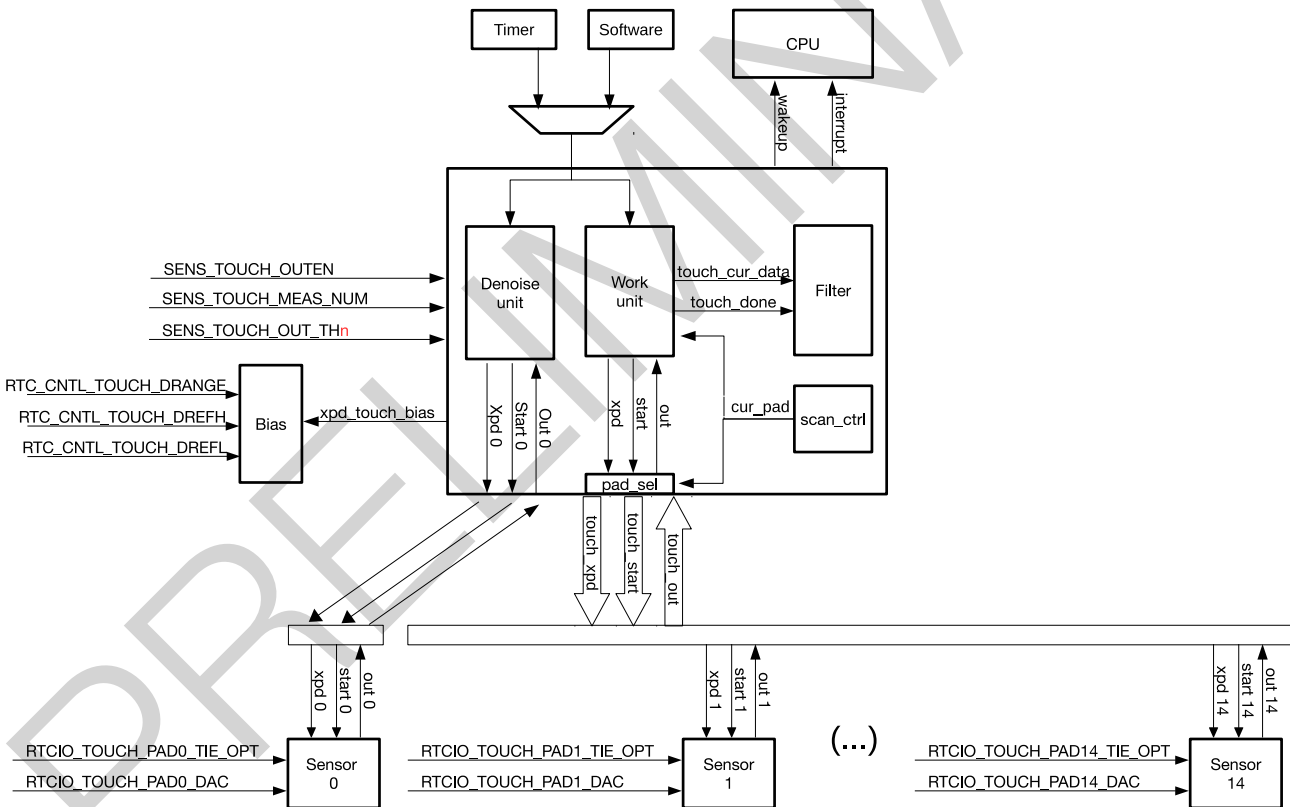 Timer
Software
CPU
wakeup
interrupt
Denoise
unit
Work
unit
Filter
touch_cur_data
touch_done
SENS_TOUCH_OUTEN
SENS_TOUCH_MEAS_NUM
SENS_TOUCH_OUT_THn
RTC_CNTL_TOUCH_DRANGE
RTC_CNTL_TOUCH_DREFH
RTC_CNTL_TOUCH_DREFL
Bias
xpd_touch_bias
Xpd 0
Start 0
Out 0
xpd
start
out
cur_pad
scan_ctrl
pad_sel
touch_xpd
touch_start
touch_out
xpd 0
start 0
out 0
xpd 1
start 1
out 1
xpd 14
start 14
out 14
RTCIO_TOUCH_PAD0_TIE_OPT
RTCIO_TOUCH_PAD0_DAC
Sensor
0
RTCIO_TOUCH_PAD1_TIE_OPT
RTCIO_TOUCH_PAD1_DAC
Sensor
1
(...)
RTCIO_TOUCH_PAD14_TIE_OPT
RTCIO_TOUCH_PAD14_DAC
Sensor
14
PRELIMINA